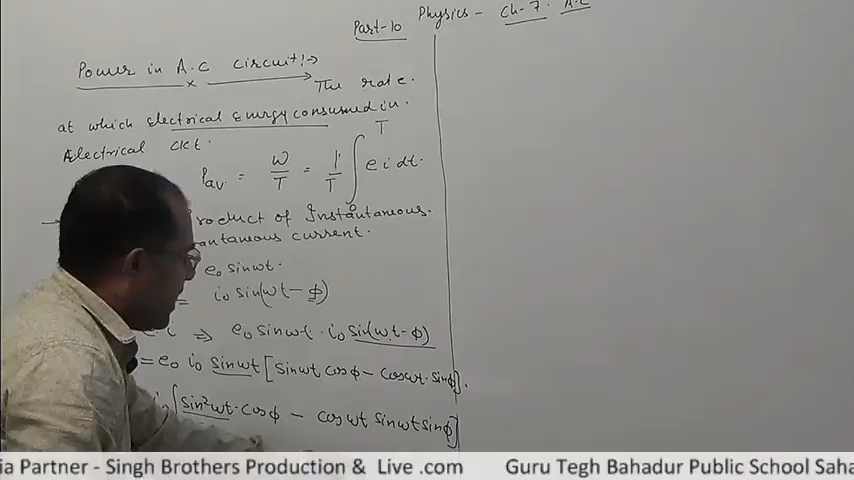 Part-10 Physics - Ch-7. A.C
Power in A.C Circuit:→
The rate.
at which electrical Energy consumed in.
Electrical CKt.
Pav. = W/T = 1/T ∫₀ᵀ e i dt.
Product of Instantaneous.
current.
e₀ sinωt.
= i₀ sin(ωt - φ)
i ⇒ e₀ sinωt · i₀ sin(ωt - φ)
= e₀ i₀ sinωt [sinωt cosφ - cosωt · sinφ].
[sin²ωt · cosφ - cosωt sinωt sinφ]
ia Partner - Singh Brothers Production & Live .com Guru Tegh Bahadur Public School Saha